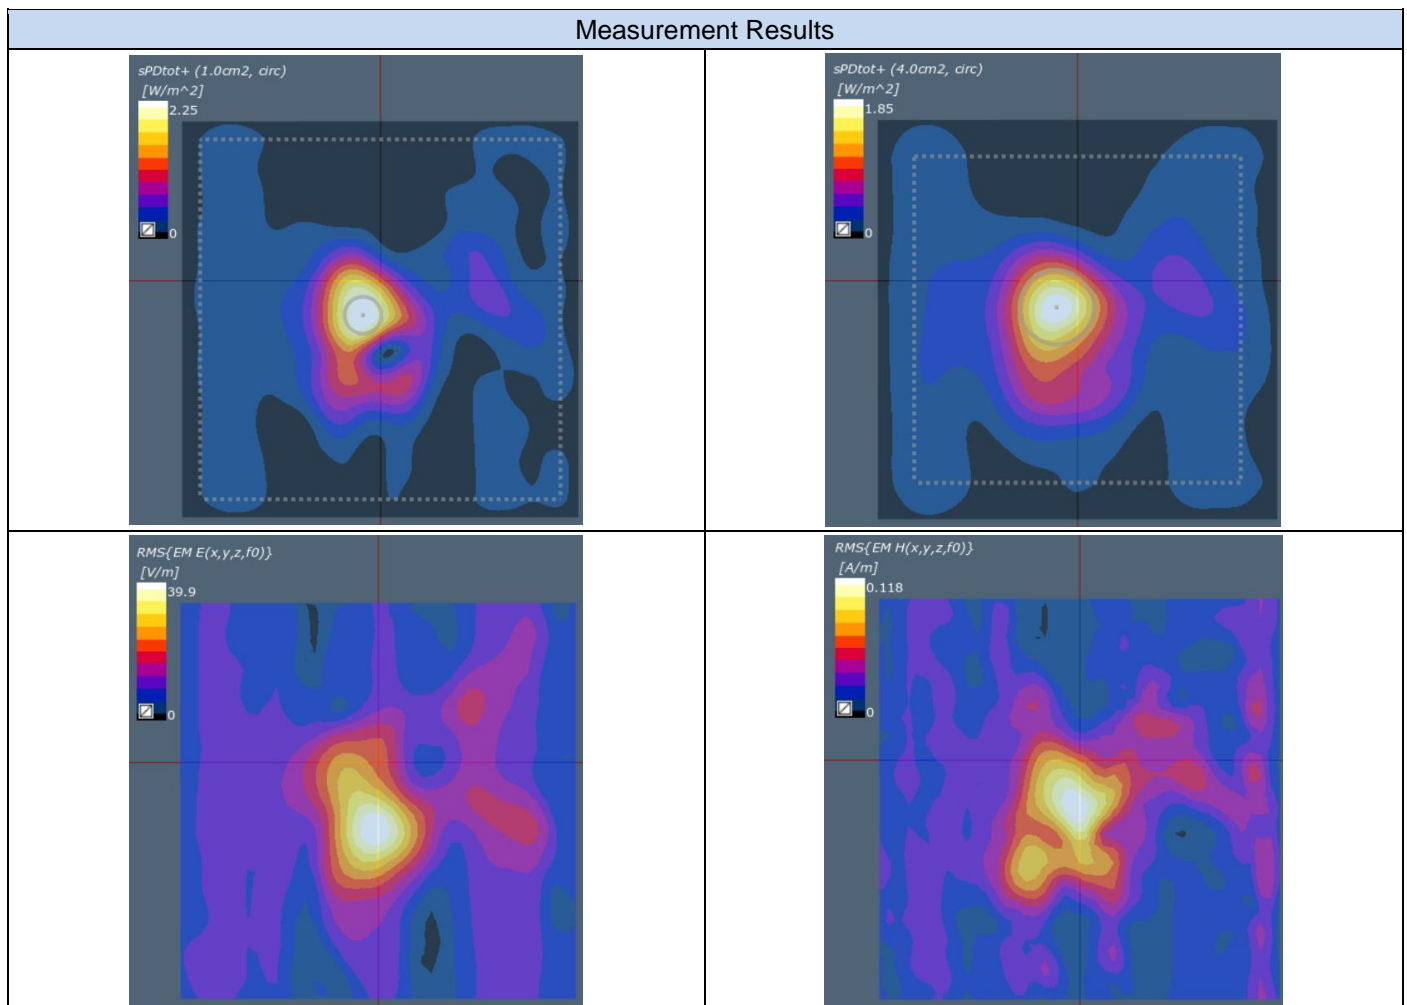 Measurement Results
sPDtot+ (1.0cm2, circ)
[W/m^2]
2.25
0
sPDtot+ (4.0cm2, circ)
[W/m^2]
1.85
0
RMS{EM E(x,y,z,f0)}
[V/m]
39.9
0
RMS{EM H(x,y,z,f0)}
[A/m]
0.118
0